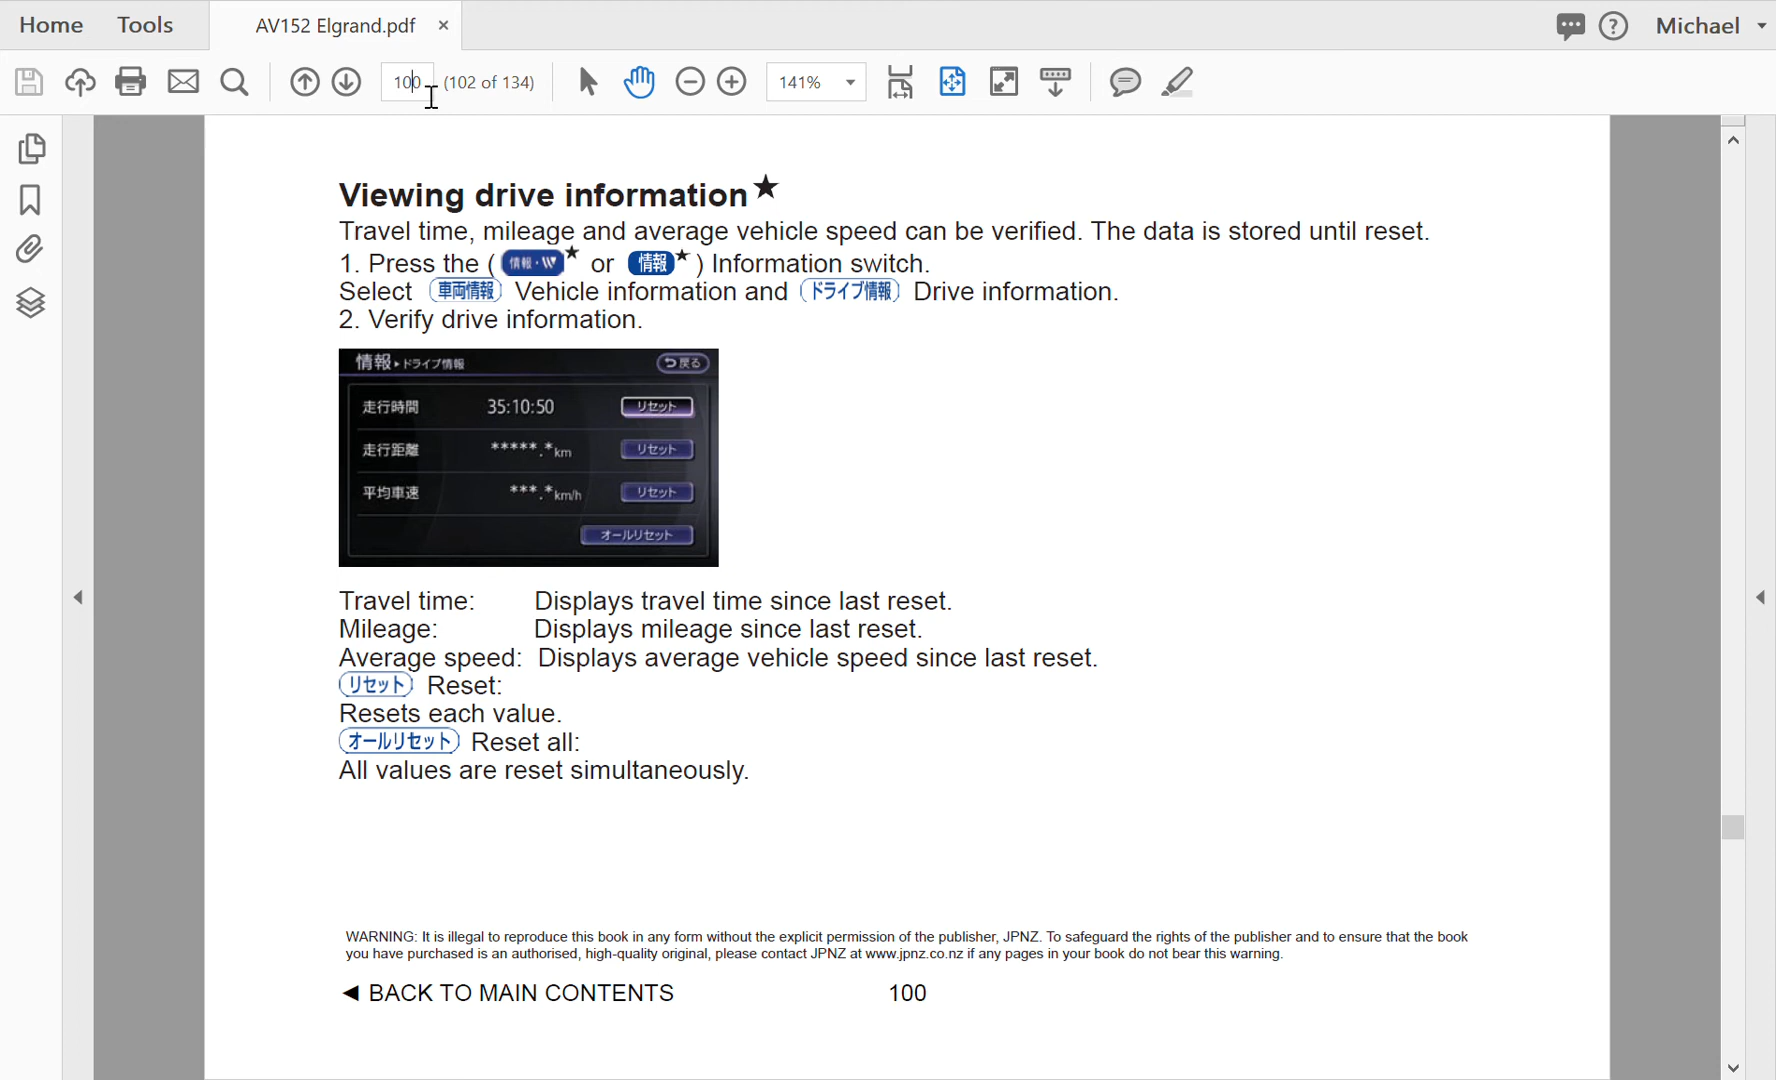 Home Tools AV152 Elgrand.pdf × Michael
100 (102 of 134) 141%
Viewing drive information★
Travel time, mileage and average vehicle speed can be verified. The data is stored until reset.
1. Press the (情報・W★ or 情報★) Information switch.
Select 車両情報 Vehicle information and ドライブ情報 Drive information.
2. Verify drive information.
情報▸ドライブ情報 戻る
走行時間 35:10:50 リセット
走行距離 *****.*km リセット
平均車速 ***.*km/h リセット
オールリセット
Travel time: Displays travel time since last reset.
Mileage: Displays mileage since last reset.
Average speed: Displays average vehicle speed since last reset.
リセット Reset:
Resets each value.
オールリセット Reset all:
All values are reset simultaneously.
WARNING: It is illegal to reproduce this book in any form without the explicit permission of the publisher, JPNZ. To safeguard the rights of the publisher and to ensure that the book
you have purchased is an authorised, high-quality original, please contact JPNZ at www.jpnz.co.nz if any pages in your book do not bear this warning.
◀ BACK TO MAIN CONTENTS 100